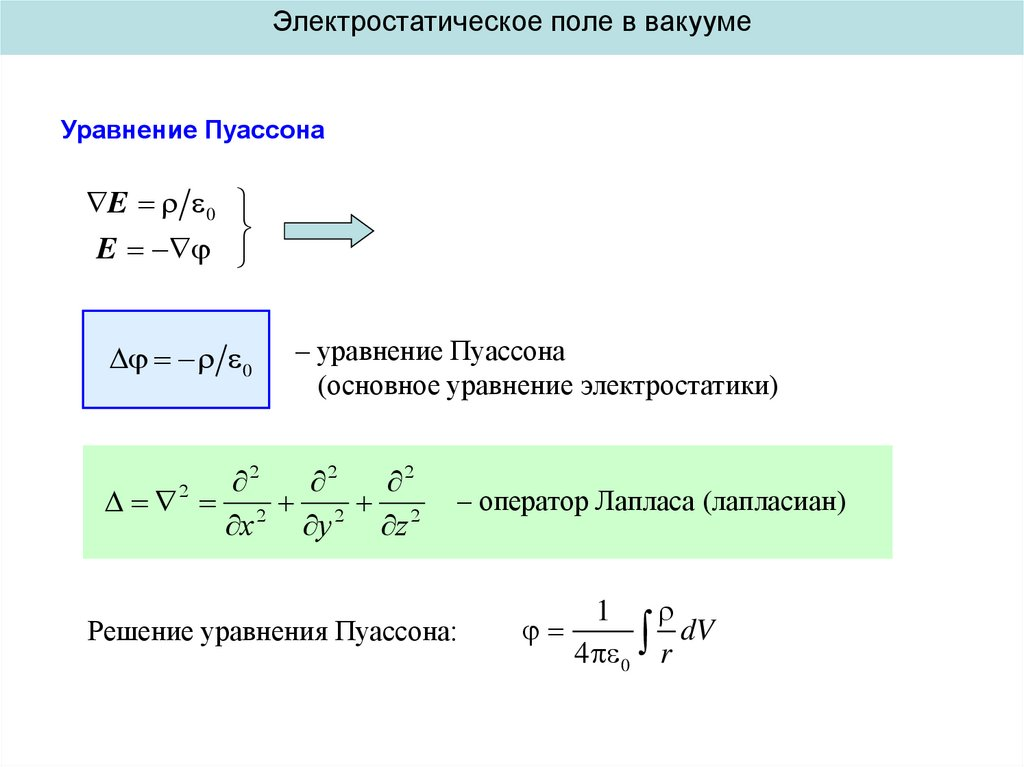 Электростатическое поле в вакууме
Уравнение Пуассона
∇E = ρ/ε₀
E = −∇φ
Δφ = −ρ/ε₀
– уравнение Пуассона
(основное уравнение электростатики)
Δ = ∇² = ∂²/∂x² + ∂²/∂y² + ∂²/∂z² – оператор Лапласа (лапласиан)
Решение уравнения Пуассона: φ = 1/4πε₀ ∫ ρ/r dV